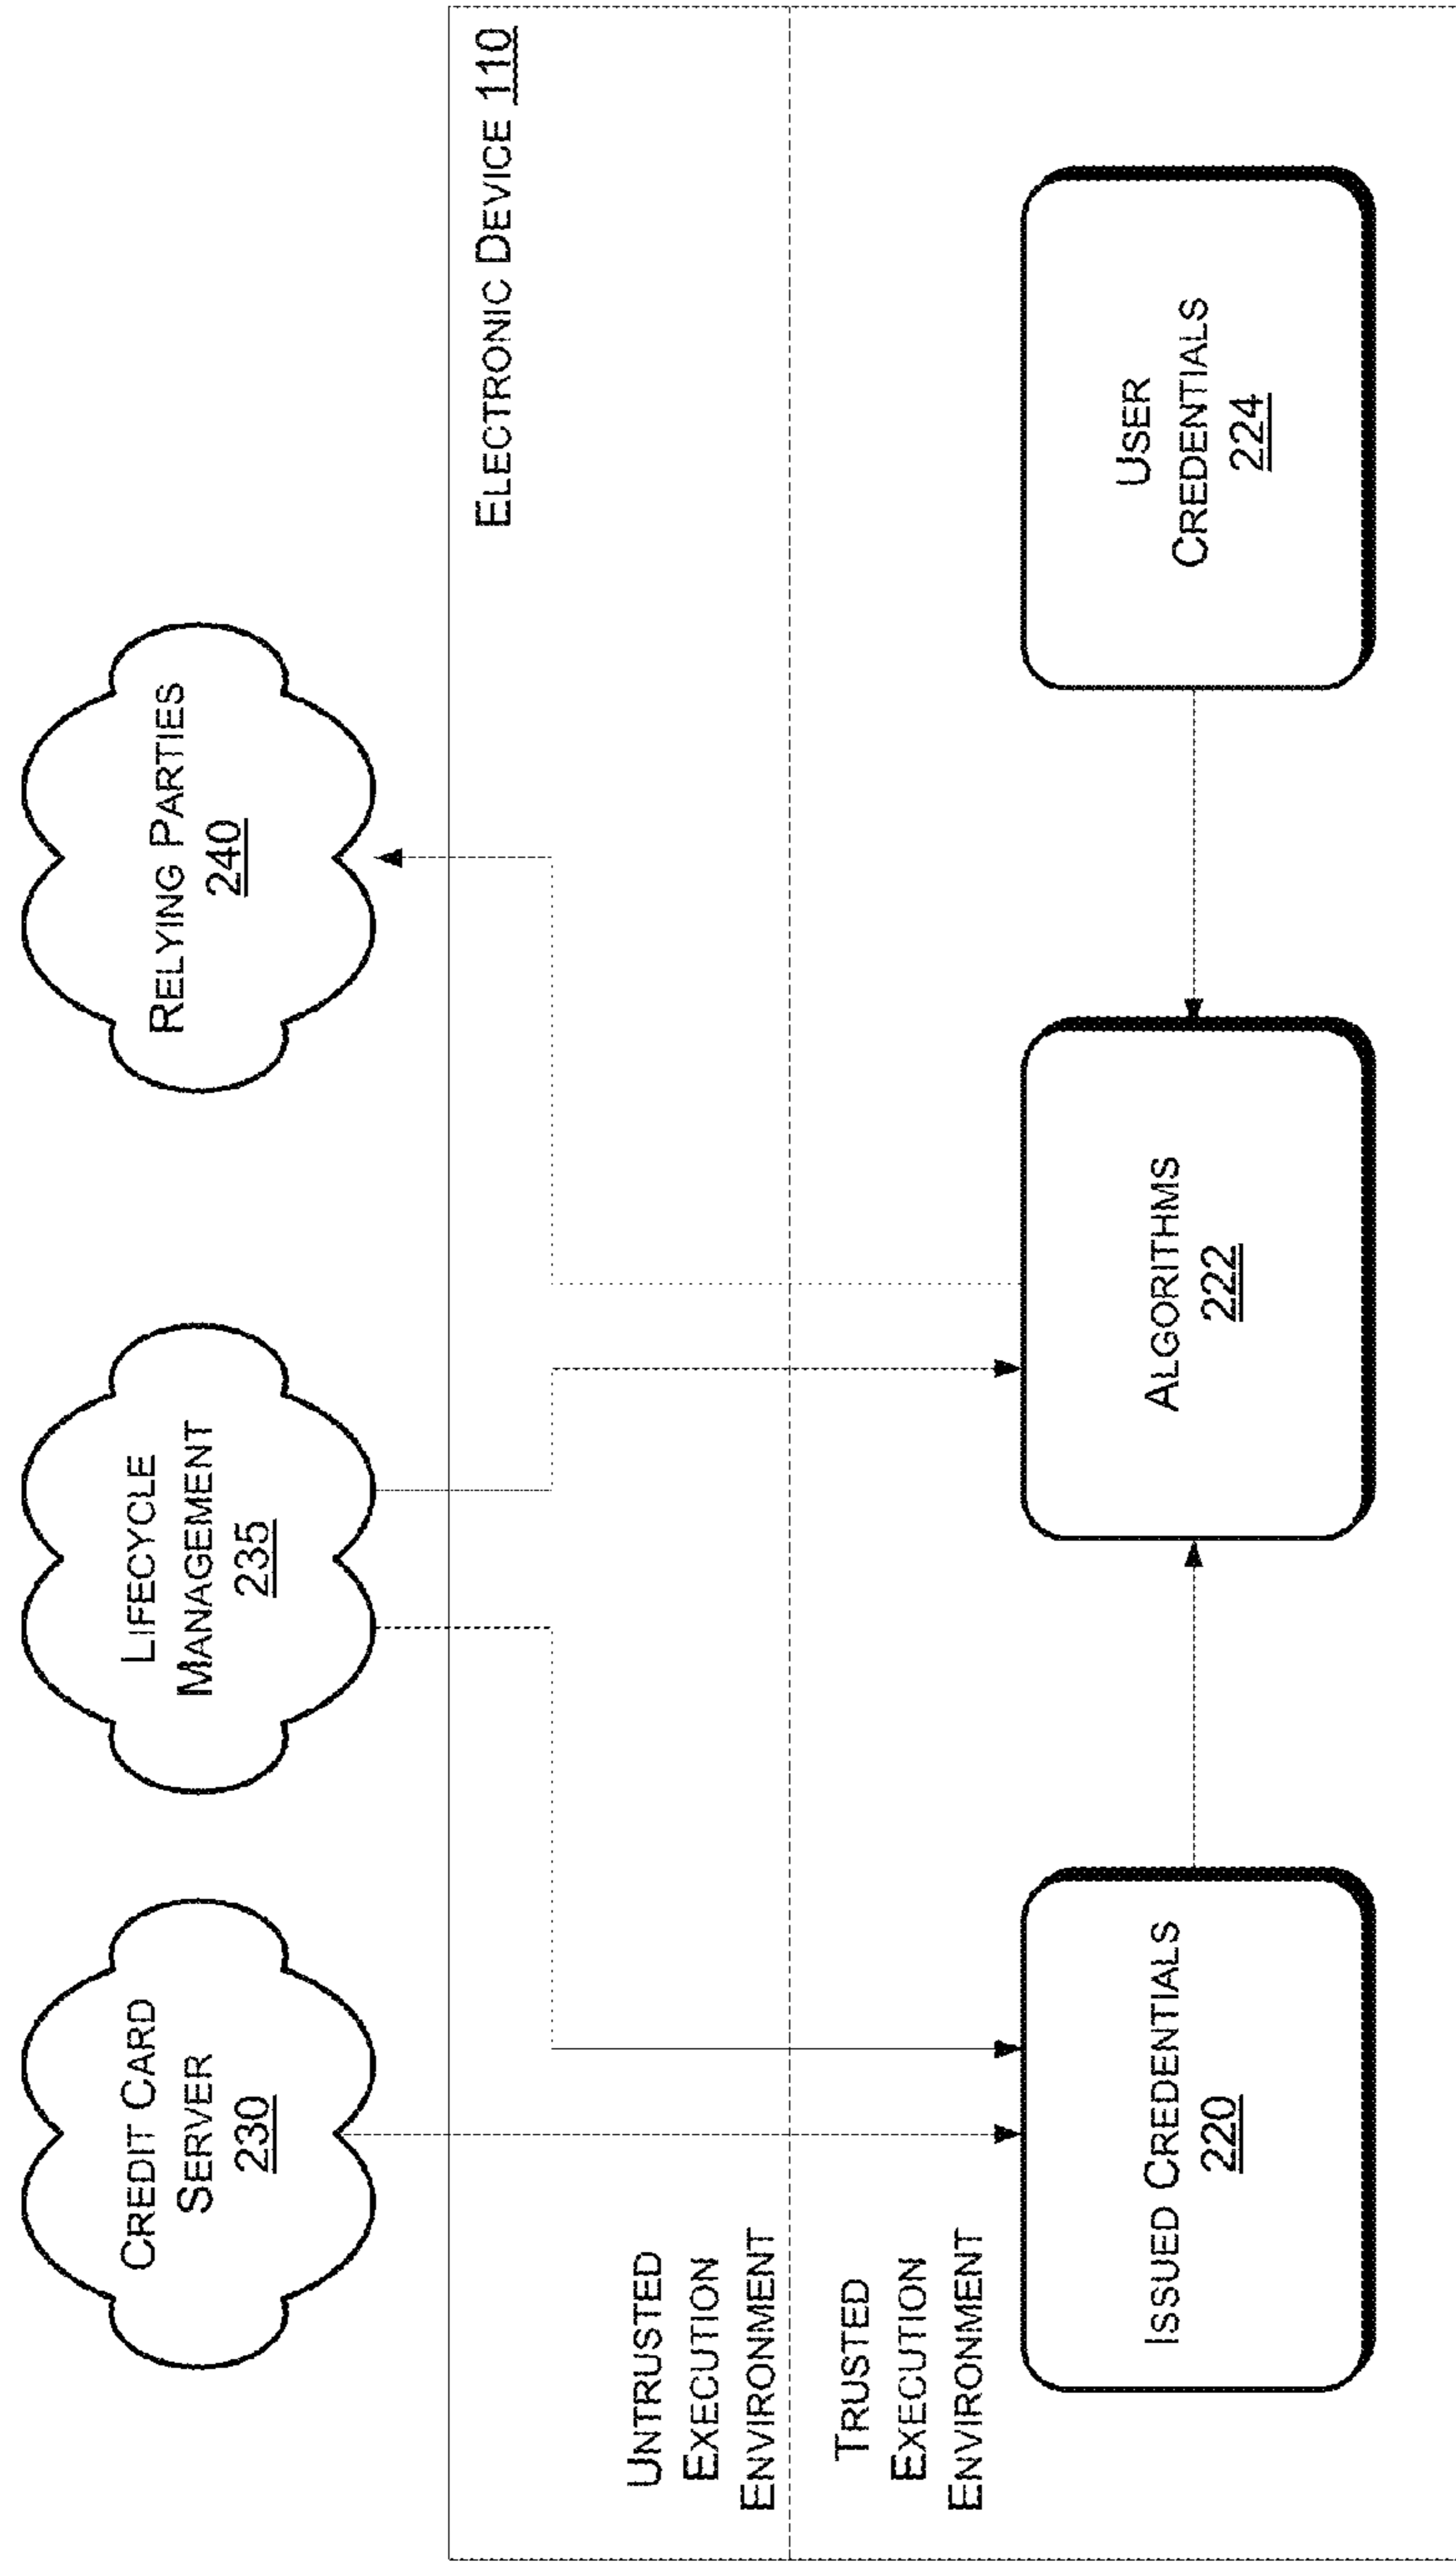 CREDIT CARD
SERVER
230
LIFECYCLE
MANAGEMENT
235
RELYING PARTIES
240
ELECTRONIC DEVICE 110
UNTRUSTED
EXECUTION
ENVIRONMENT
TRUSTED
EXECUTION
ENVIRONMENT
ISSUED CREDENTIALS
220
ALGORITHMS
222
USER
CREDENTIALS
224